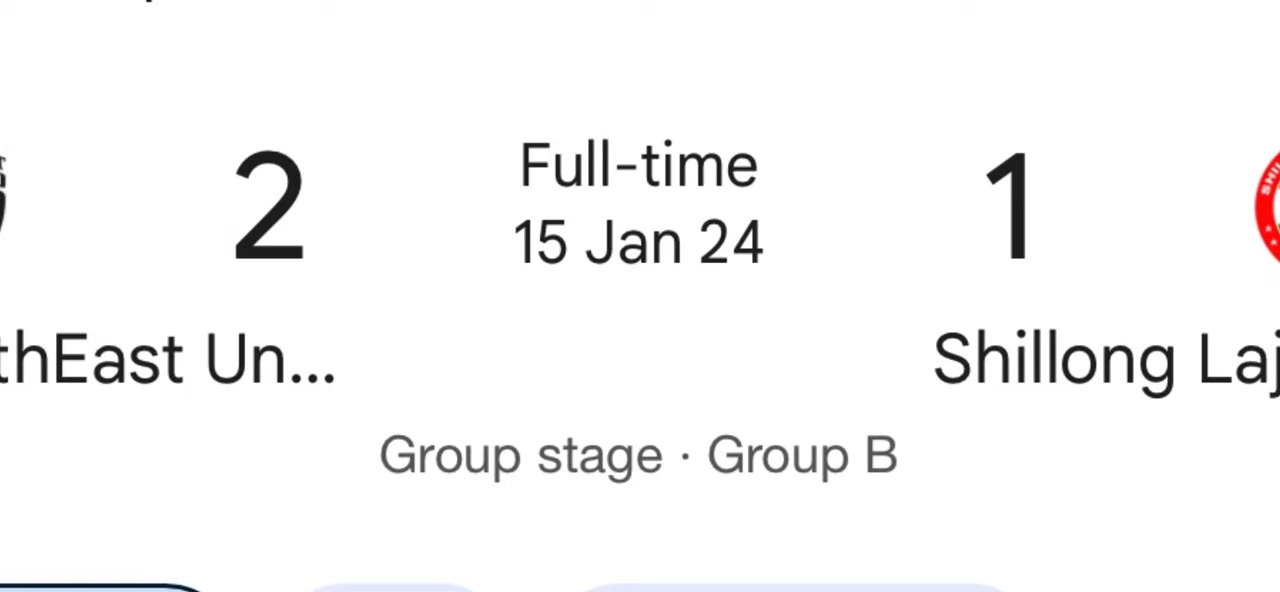 2
Full-time
15 Jan 24
1
thEast Un...
Shillong Laj
Group stage · Group B